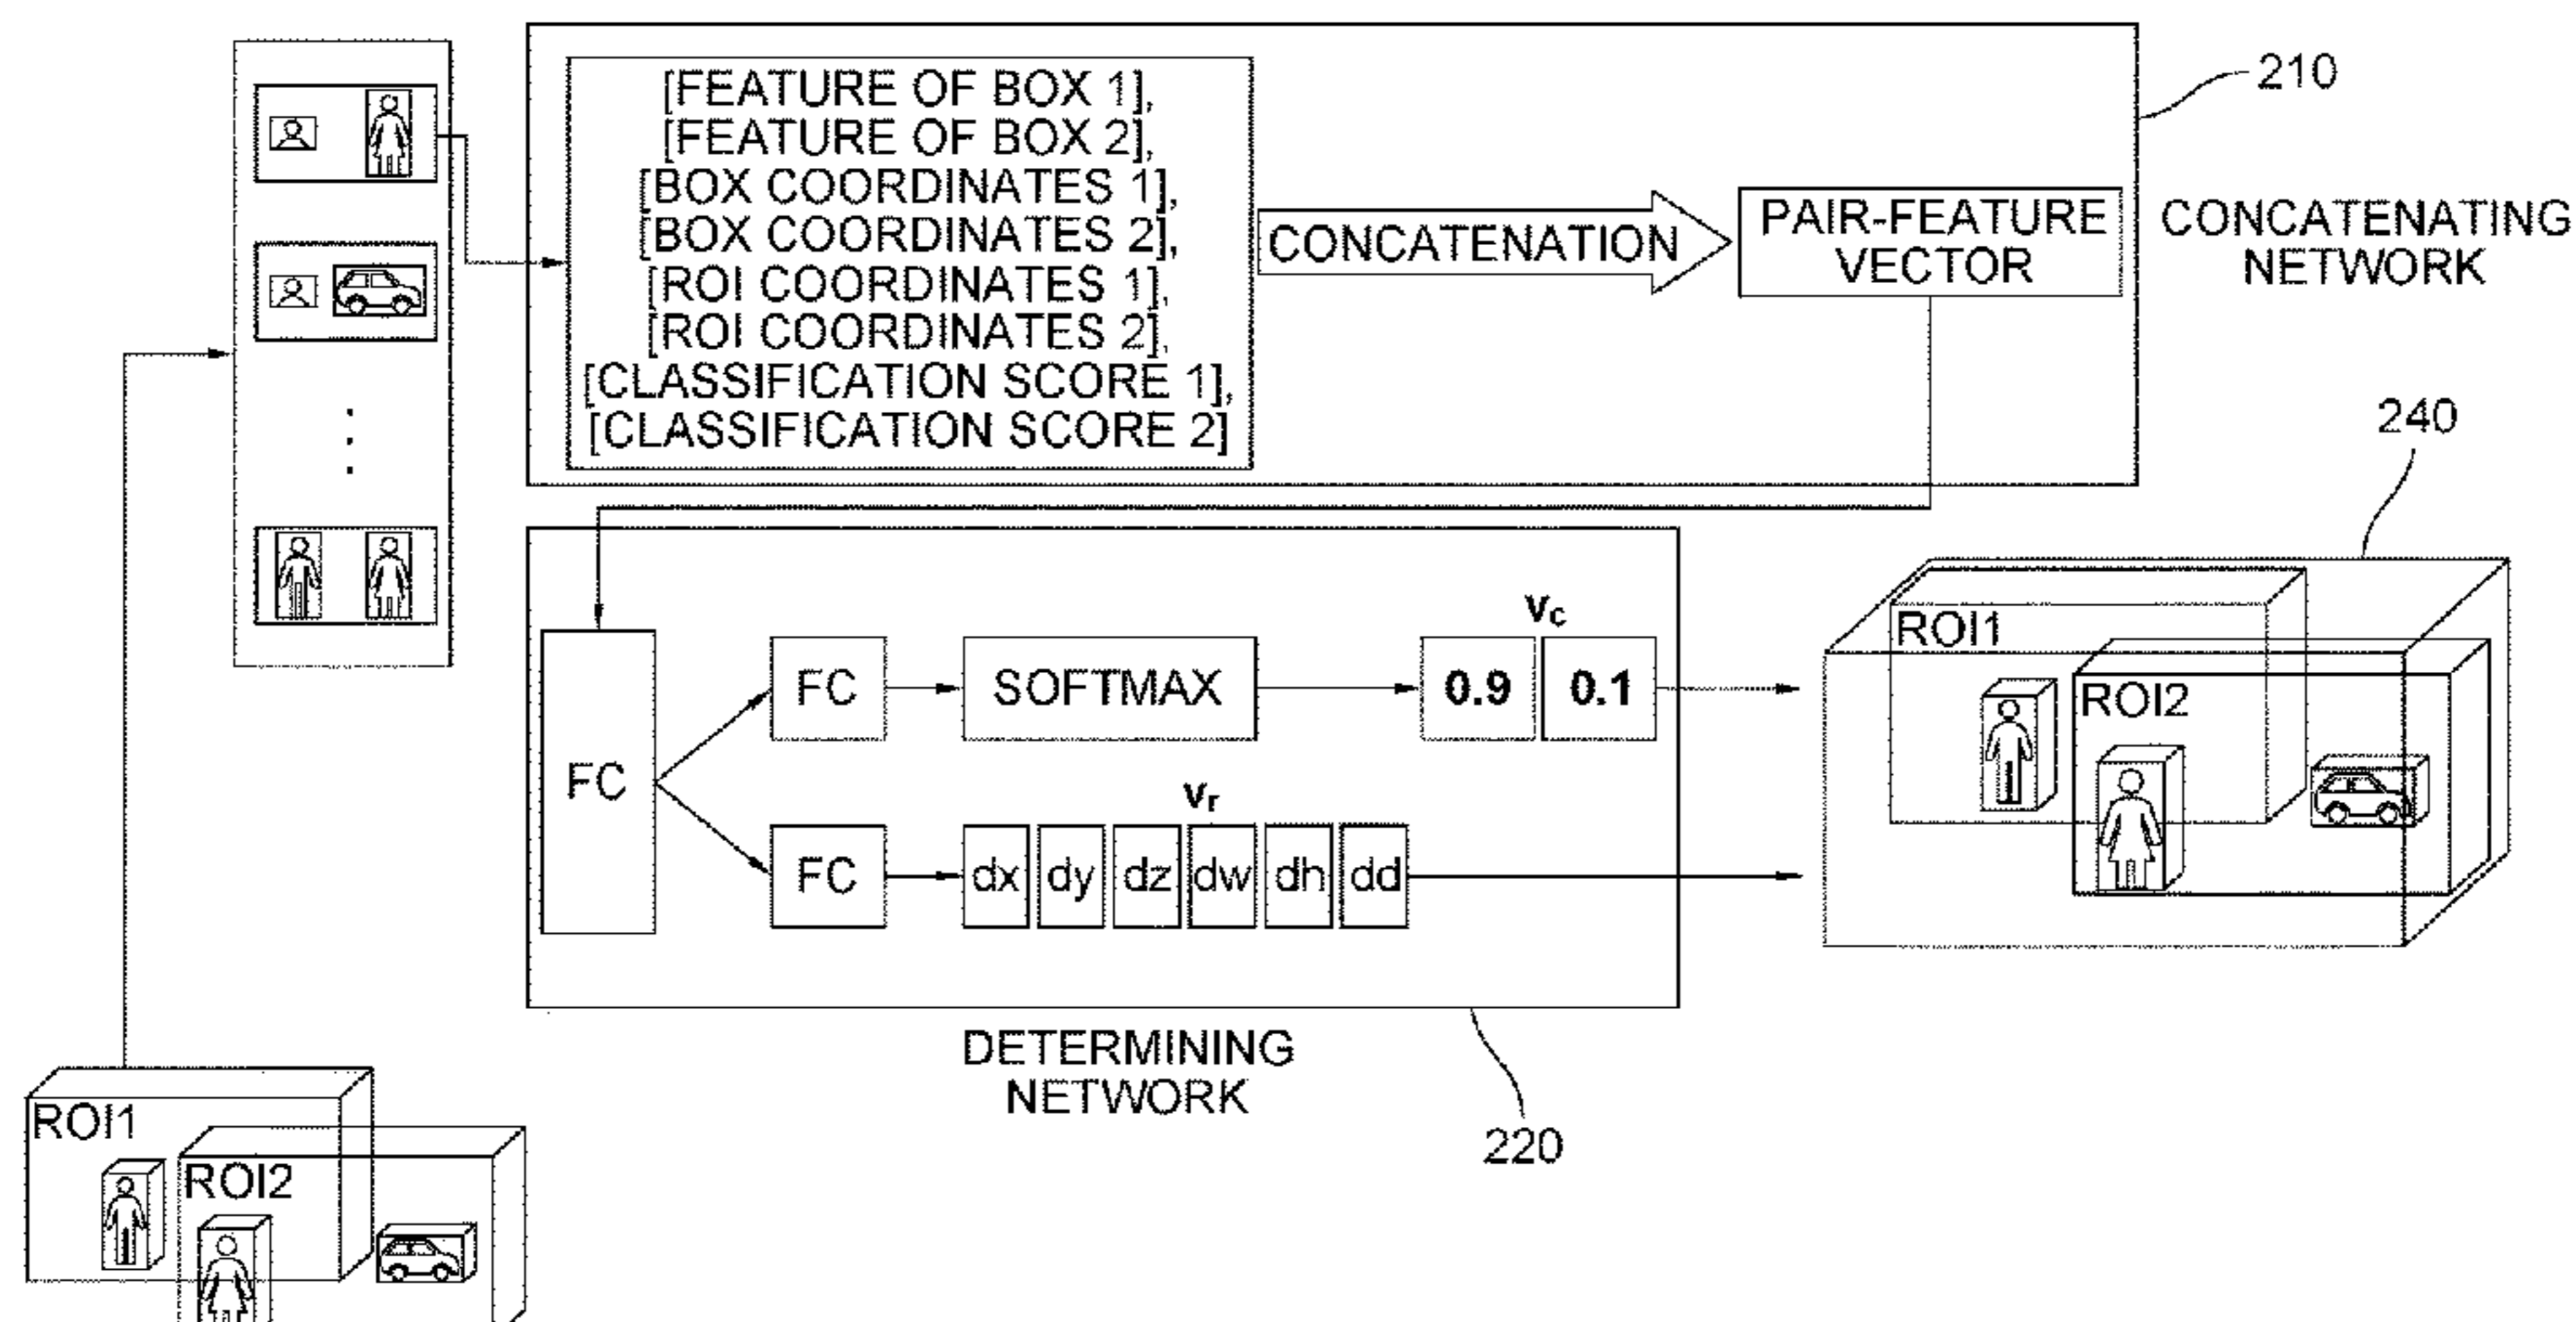 [FEATURE OF BOX 1],
[FEATURE OF BOX 2],
[BOX COORDINATES 1],
[BOX COORDINATES 2],
[ROI COORDINATES 1],
[ROI COORDINATES 2],
[CLASSIFICATION SCORE 1],
[CLASSIFICATION SCORE 2]
CONCATENATION
PAIR-FEATURE
VECTOR
210
CONCATENATING
NETWORK
240
FC
FC
SOFTMAX
vc
0.9
0.1
FC
vr
dx
dy
dz
dw
dh
dd
ROI1
ROI2
DETERMINING
NETWORK
220
ROI1
ROI2